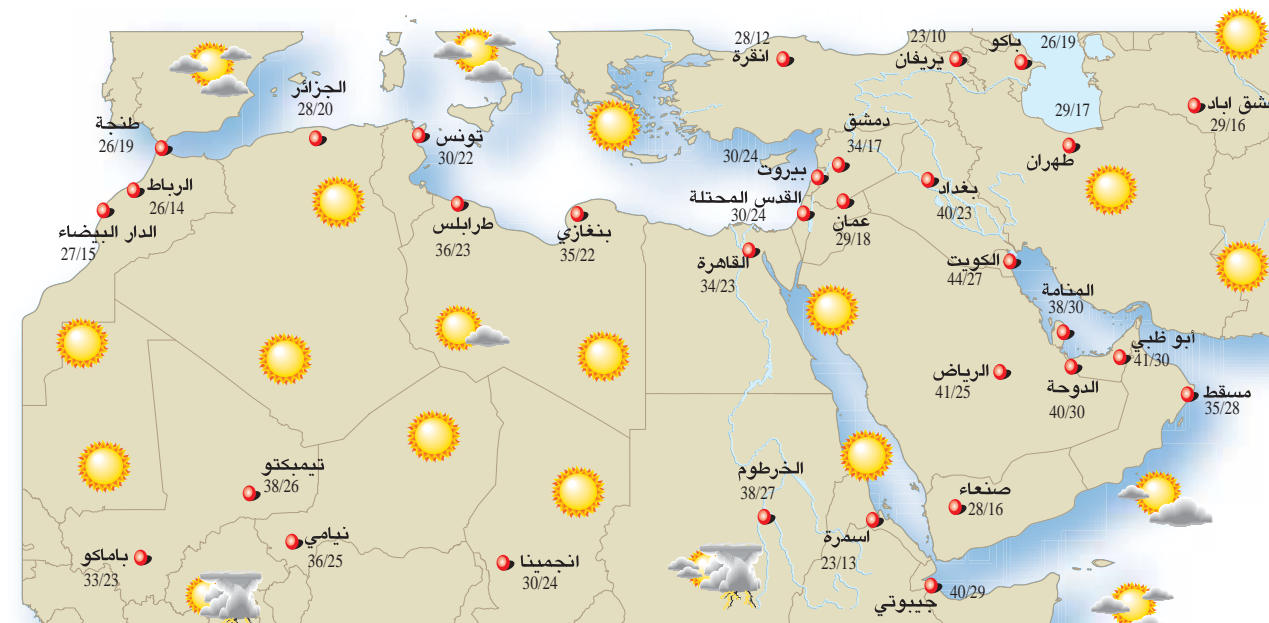 28/12
انقرة
23/10
يريفان
باكو
26/19
29/17
شق اباد
29/16
طهران
الجزائر
28/20
طنجة
26/19
تونس
30/22
دمشق
34/17
30/24
بيروت
الرباط
26/14
القدس المحتلة
30/24
بغداد
40/23
عمان
29/18
الدار البيضاء
27/15
طرابلس
36/23
بنغازي
35/22
القاهرة
34/23
الكويت
44/27
المنامة
38/30
أبو ظبي
41/30
الرياض
41/25
الدوحة
40/30
مسقط
35/28
تيمبكتو
38/26
الخرطوم
38/27
صنعاء
28/16
نيامي
36/25
باماكو
33/23
انجمينا
30/24
اسمرة
23/13
جيبوتي
40/29